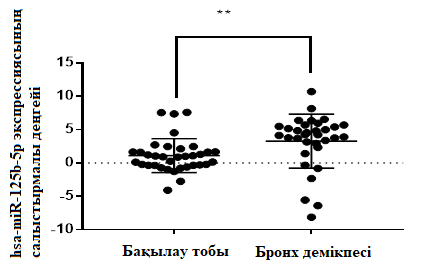 **
hsa-miR-125b-5p экспрессиясының
салыстырмалы деңгейі
15
10
5
0
-5
-10
Бақылау тобы
Бронх демікпесі